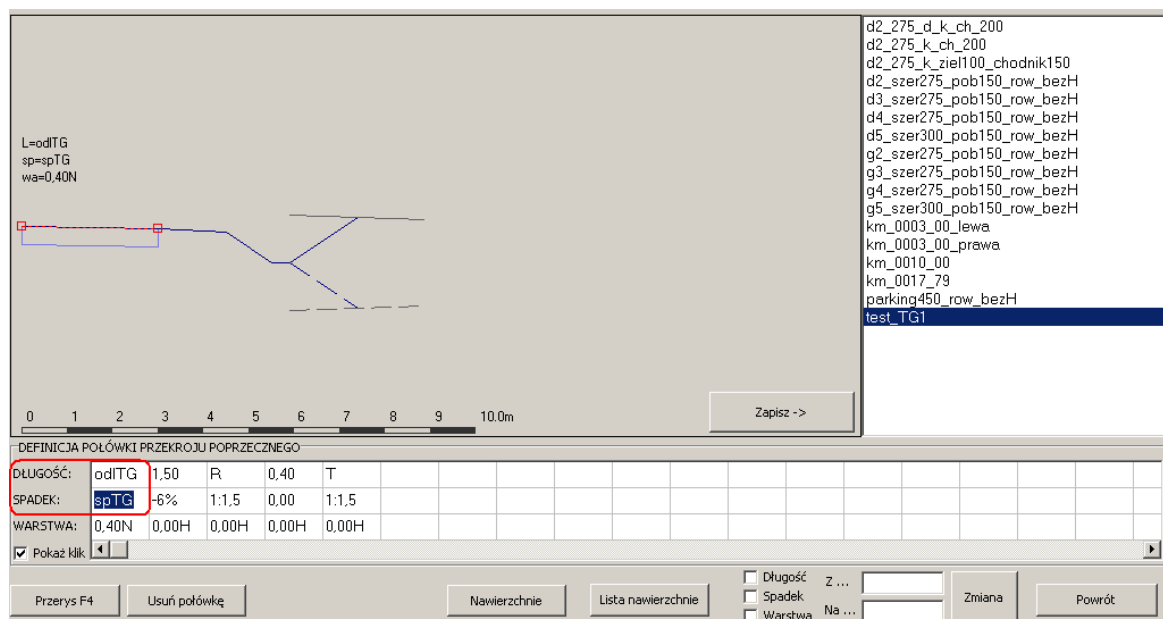 L=odlTG
sp=spTG
wa=0,40N
0 1 2 3 4 5 6 7 8 9 10.0m
Zapisz ->
d2_275_d_k_ch_200
d2_275_k_ch_200
d2_275_k_ziel100_chodnik150
d2_szer275_pob150_row_bezH
d3_szer275_pob150_row_bezH
d4_szer275_pob150_row_bezH
d5_szer300_pob150_row_bezH
g2_szer275_pob150_row_bezH
g3_szer275_pob150_row_bezH
g4_szer275_pob150_row_bezH
g5_szer300_pob150_row_bezH
km_0003_00_lewa
km_0003_00_prawa
km_0010_00
km_0017_79
parking450_row_bezH
test_TG1
DEFINICJA POŁÓWKI PRZEKROJU POPRZECZNEGO
DŁUGOŚĆ: odlTG 1,50 R 0,40 T
SPADEK: spTG -6% 1:1,5 0,00 1:1,5
WARSTWA: 0,40N 0,00H 0,00H 0,00H 0,00H
Pokaż klik
Przerys F4
Usuń połówkę
Nawierzchnie
Lista nawierzchnie
Długość
Spadek
Warstwa
Z ...
Na ...
Zmiana
Powrót